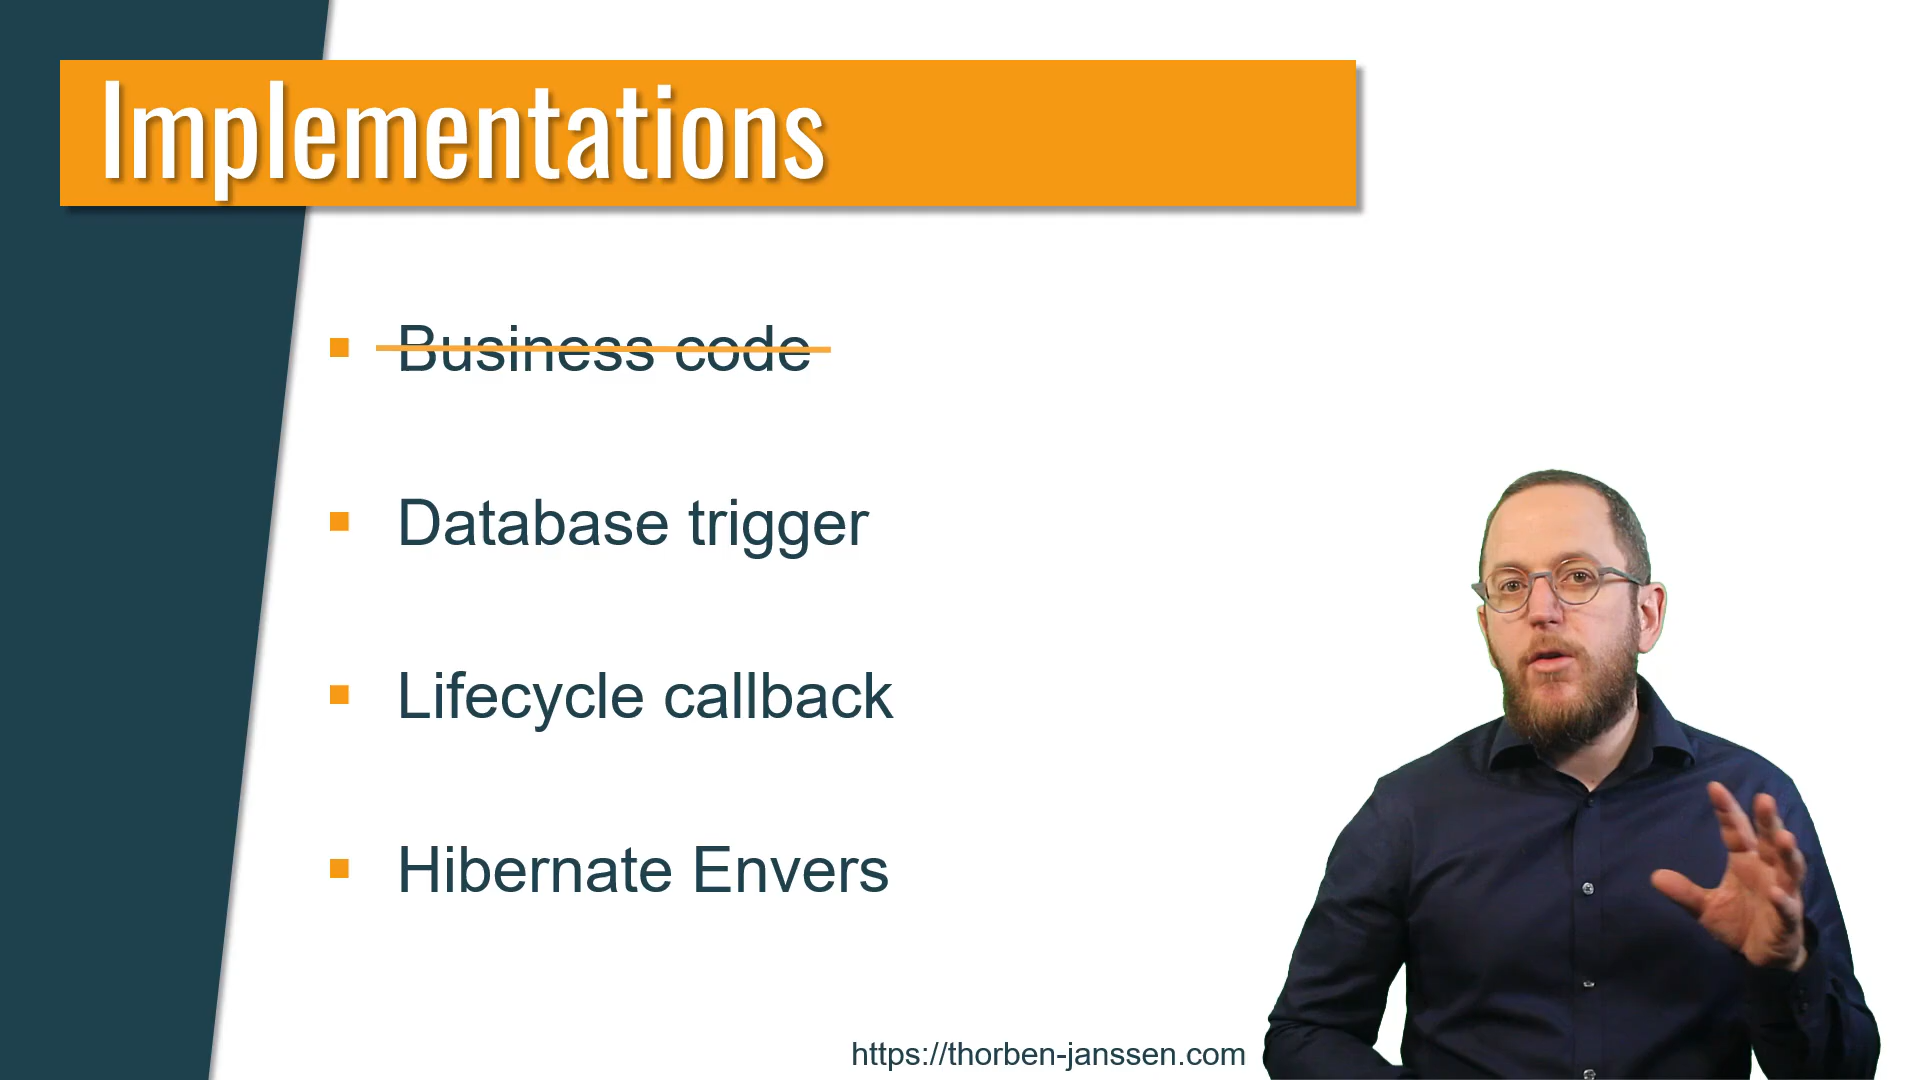 Implementations
Business code
Database trigger
Lifecycle callback
Hibernate Envers
https://thorben-janssen.com